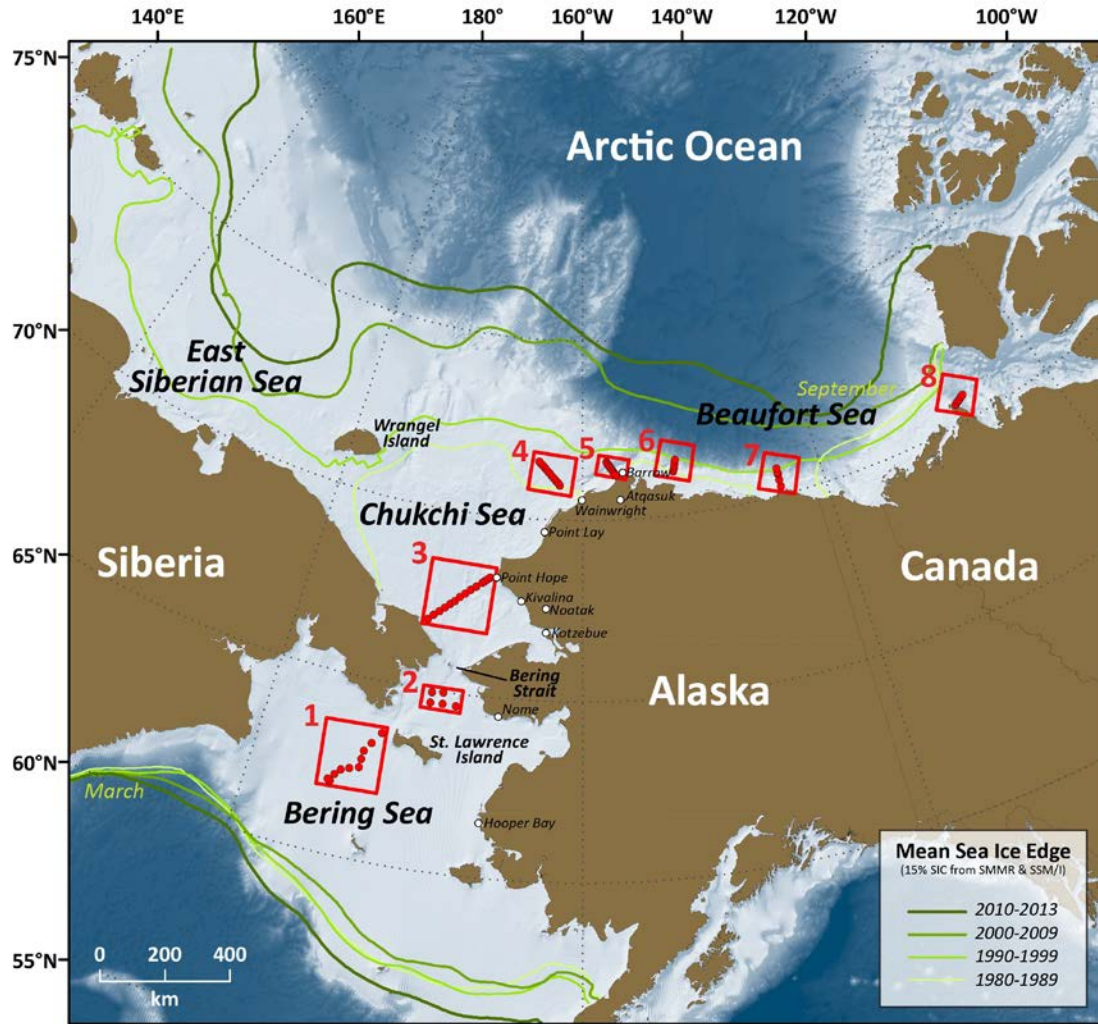 140°E 160°E 180°W 160°W 140°W 120°W 100°W
75°N
70°N
65°N
60°N
55°N
Arctic Ocean
East
Siberian Sea
September
Beaufort Sea
Wrangel
Island
Chukchi Sea
Siberia
Canada
Alaska
1
2
3
4
5
6
7
8
Barrow
Atqasuk
Wainwright
Point Lay
Point Hope
Kivalina
Noatak
Kotzebue
Bering
Strait
Nome
St. Lawrence
Island
Bering Sea
March
Hooper Bay
0 200 400
km
Mean Sea Ice Edge
(15% SIC from SMMR & SSM/I)
2010-2013
2000-2009
1990-1999
1980-1989